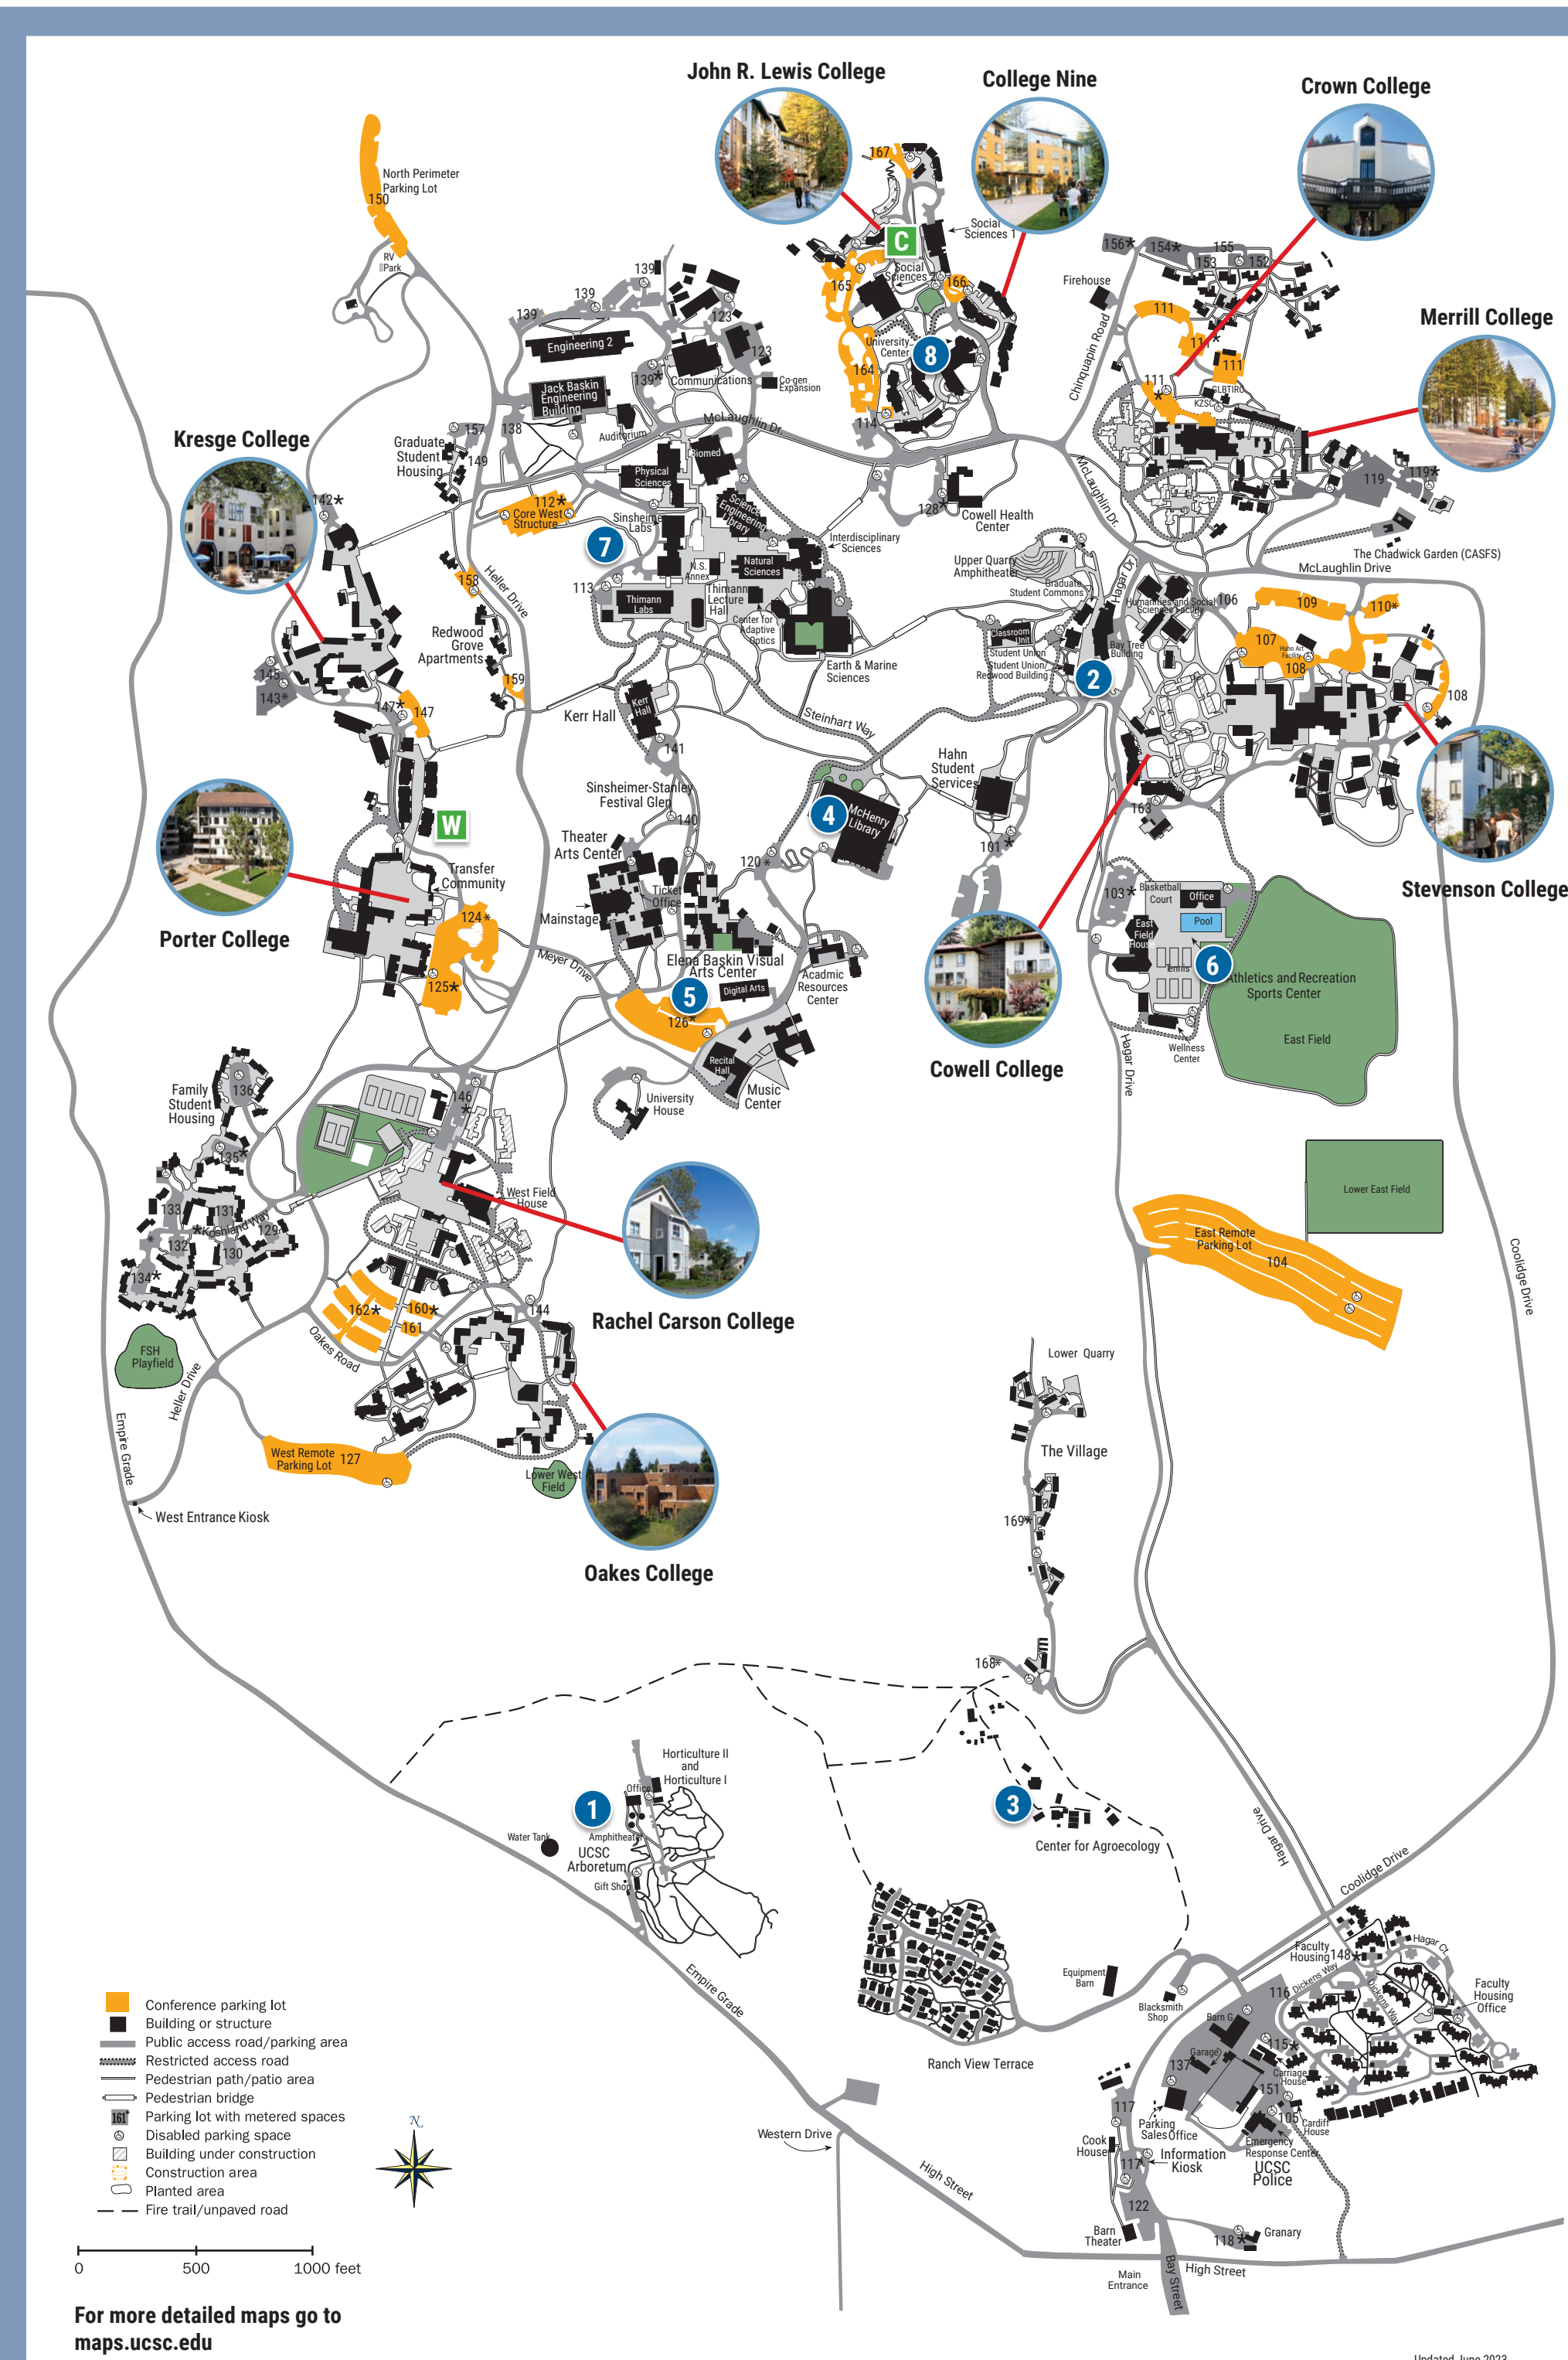 John R. Lewis College
College Nine
Crown College
167
North Perimeter
Parking Lot
150
C
Social
Sciences 1
156*
154*
155
153
152
RV
Park
139
Social
Sciences 2
Firehouse
165
166
139
111
Merrill College
139
123
Engineering 2
University
Center
8
111
123
Chinquapin Road
164
111
139*
Communications
Co-gen
Expansion
111
*
Jack Baskin
Engineering
Building
GLBTIRC
KZSC
McLaughlin Dr.
114
Kresge College
157
138
Auditorium
Graduate
Student
Housing
149
Biomed
Physical
Sciences
McLaughlin Dr.
119
119*
142*
112*
Core West
Structure
Science
Engineering
Library
128*
Cowell Health
Center
Sinsheimer
Labs
7
Interdisciplinary
Sciences
The Chadwick Garden (CASFS)
McLaughlin Drive
Upper Quarry
Amphitheater
N.S.
Annex
Natural
Sciences
Hagar Dr.
158
Heller Drive
113
Graduate
Student Commons
Thimann
Labs
Thimann
Lecture
Hall
Humanities and Social
Sciences Faculty
106
109
110*
Center for
Adaptive
Optics
Redwood
Grove
Apartments
Classroom
Unit
Student Union
Bay Tree
Building
107
Hahn Art
Facility
108
Earth & Marine
Sciences
Student Union/
Redwood Building
2
145
143*
159
108
147*
147
Kerr Hall
Kerr
Hall
Steinhart Way
141
Hahn
Student
Services
Sinsheimer-Stanley
Festival Glen
163
4
McHenry
Library
W
140
Theater
Arts Center
101*
120*
Transfer
Community
Ticket
Office
103*
Basketball
Court
Office
Stevenson College
124*
Mainstage
Pool
Porter College
East
Field
House
Meyer Drive
Elena Baskin Visual
Arts Center
Tennis
6
Athletics and Recreation
Sports Center
125*
5
Digital Arts
Acadmic
Resources
Center
126*
East Field
Recital
Hall
Wellness
Center
Cowell College
Hagar Drive
Family
Student
Housing
136
146
*
University
House
Music
Center
135*
Lower East Field
133
131
West Field
House
*
*Koshland Way
129
132
130
East Remote
Parking Lot
104
Coolidge Drive
134*
162*
160*
161
144
Rachel Carson College
Oakes Road
FSH
Playfield
Lower Quarry
Heller Drive
Empire Grade
The Village
West Remote
Parking Lot
127
Lower West
Field
West Entrance Kiosk
169*
Oakes College
168*
Horticulture II
and
Horticulture I
Office
1
3
Water Tank
Amphitheater
UCSC
Arboretum
Center for Agroecology
Hagar Drive
Gift Shop
Coolidge Drive
Hagar Ct.
Faculty
Housing
148*
Empire Grade
Equipment
Barn
Dickens Way
116
Dickens Way
Faculty
Housing
Office
Blacksmith
Shop
Barn G
115*
Garage
Ranch View Terrace
137
Carriage
House
151
117
105
Parking
Sales Office
Cardiff
House
Western Drive
Cook
House
Emergency
Response Center
Information
Kiosk
117
UCSC
Police
High Street
122
Barn
Theater
118*
Granary
Main
Entrance
Bay Street
High Street
Conference parking lot
Building or structure
Public access road/parking area
Restricted access road
Pedestrian path/patio area
Pedestrian bridge
161* Parking lot with metered spaces
Disabled parking space
Building under construction
Construction area
Planted area
Fire trail/unpaved road
N
0 500 1000 feet
For more detailed maps go to
maps.ucsc.edu
Updated June 2023